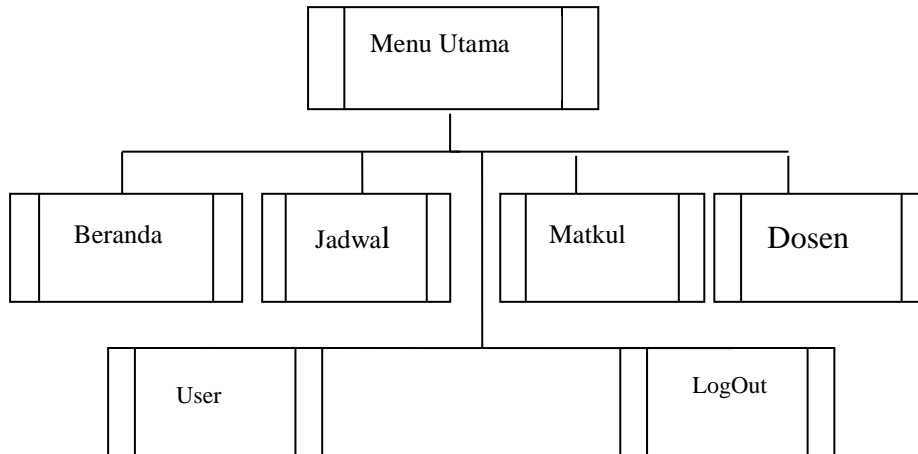 Menu Utama
Beranda
Jadwal
Matkul
Dosen
User
LogOut